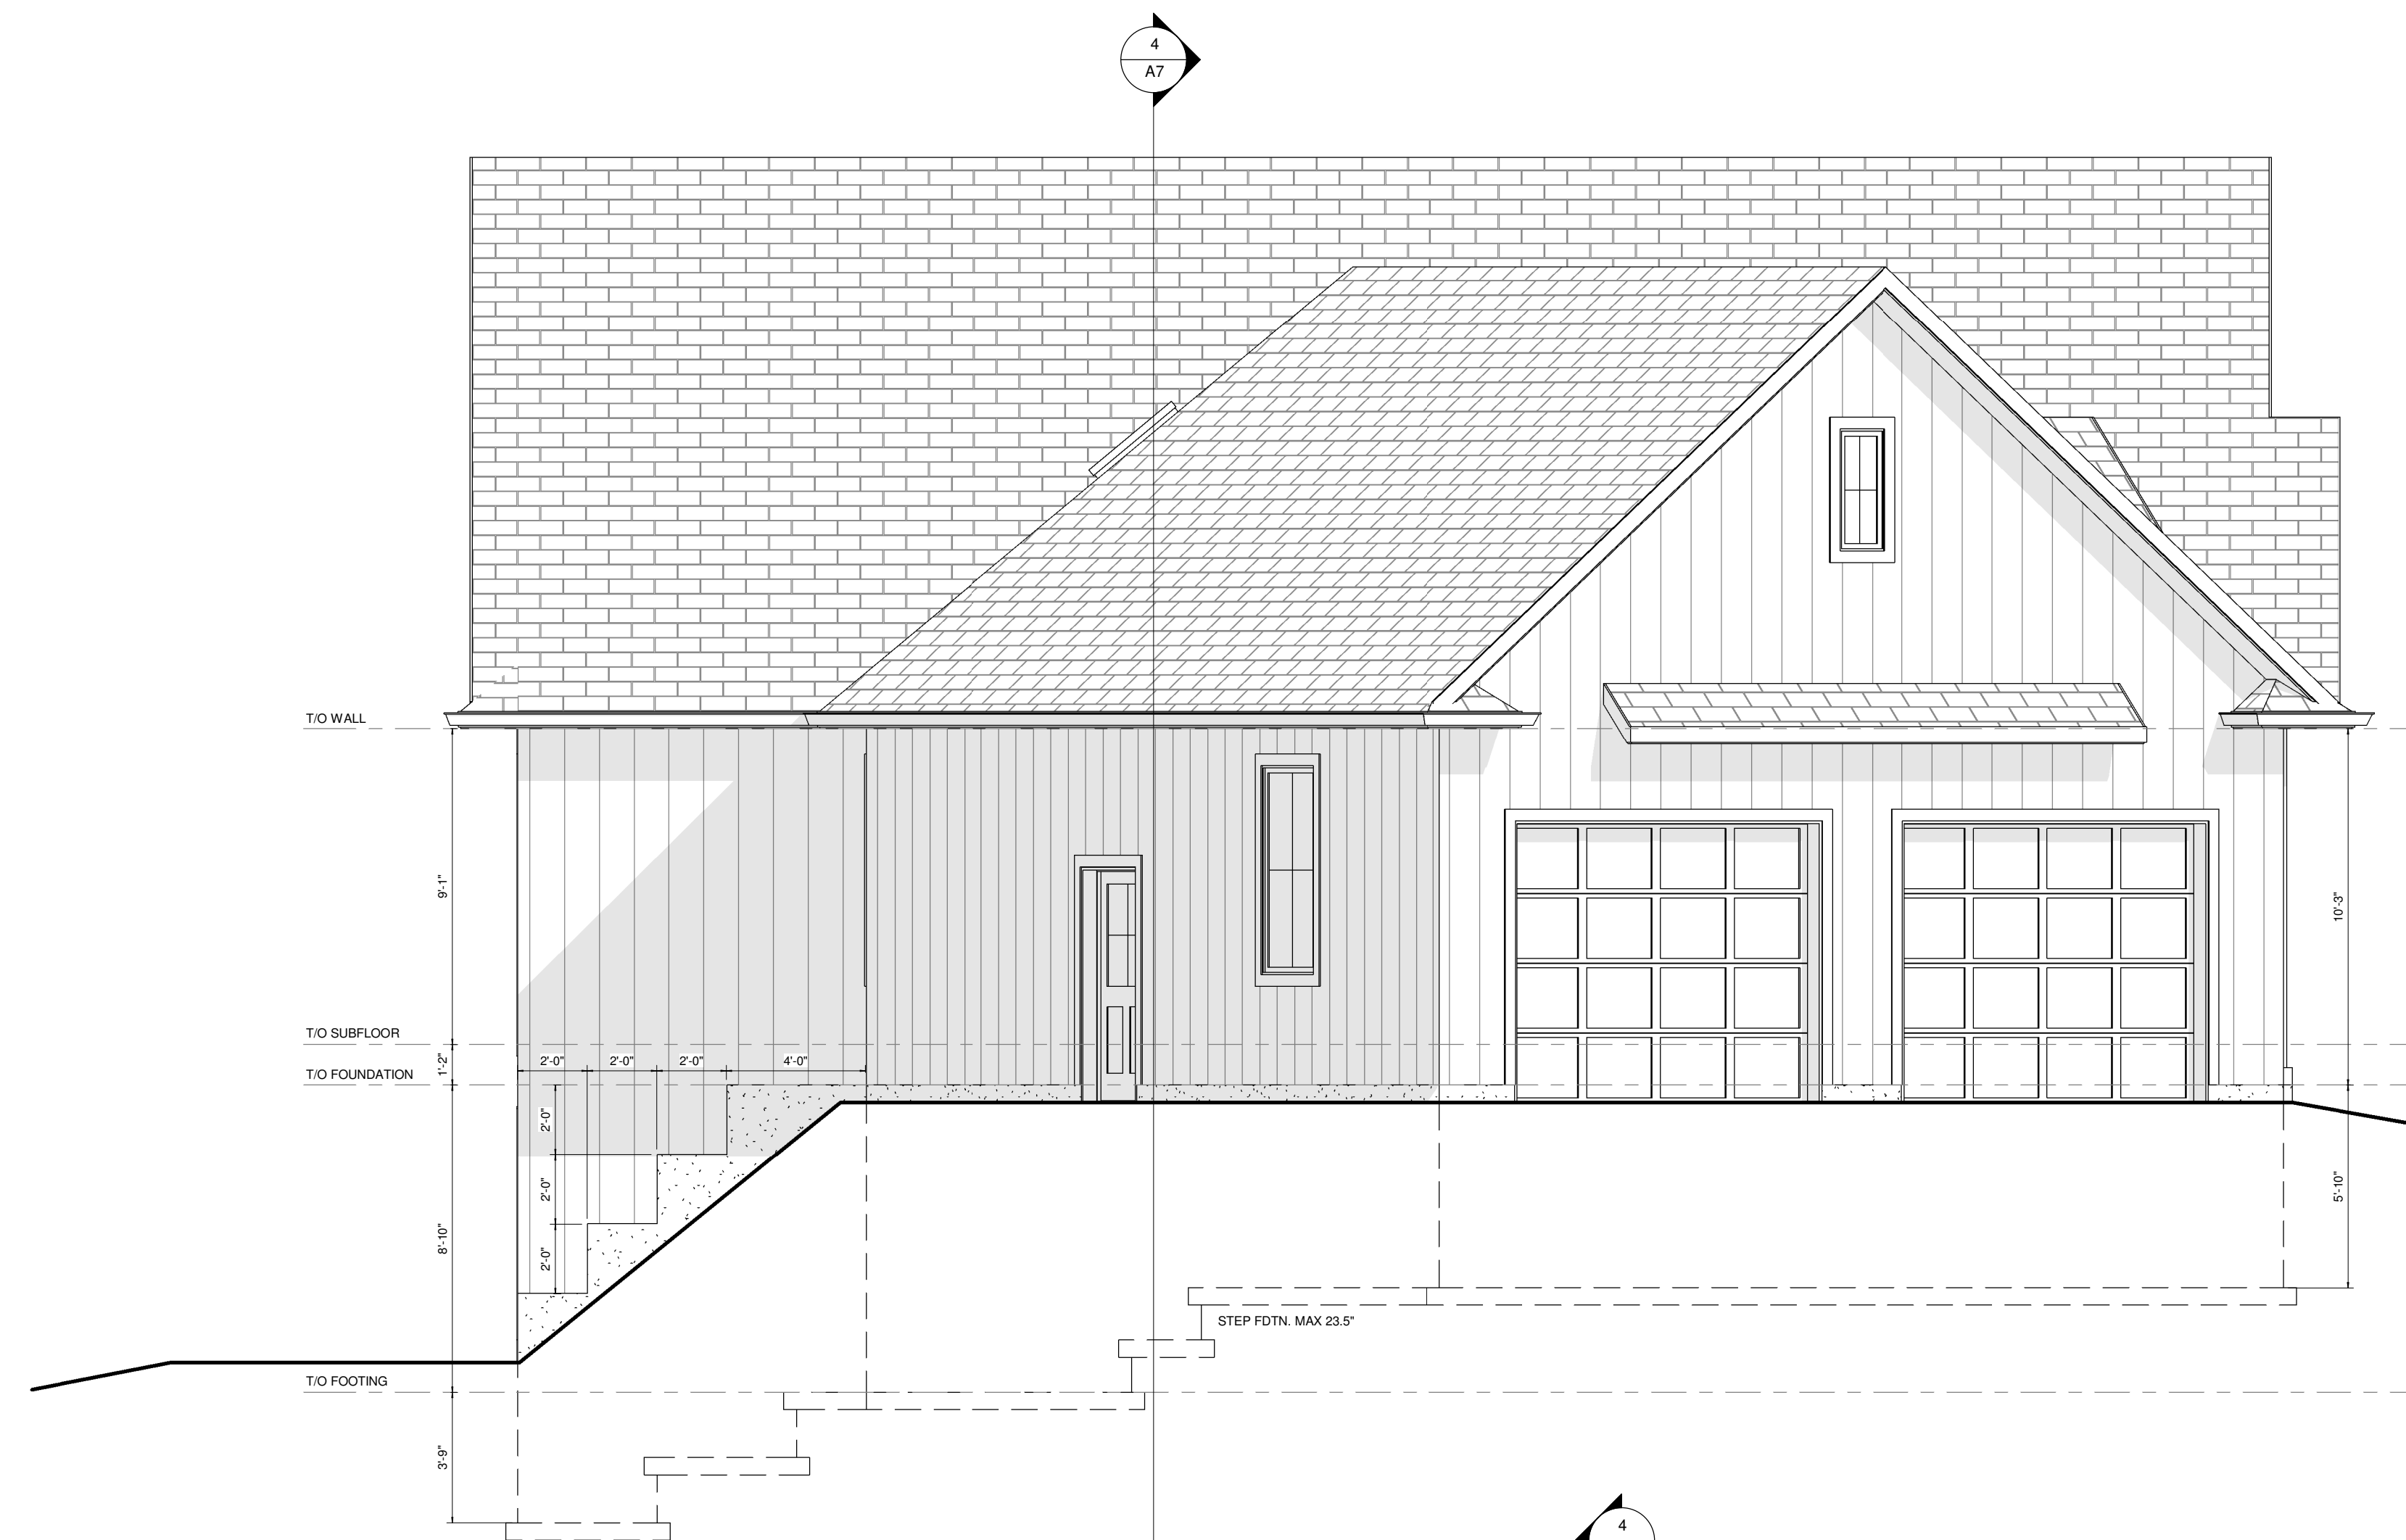 4
A7
T/O WALL
9'-1"
10'-3"
T/O SUBFLOOR
1'-2"
2'-0"
2'-0"
2'-0"
4'-0"
T/O FOUNDATION
2'-0"
2'-0"
2'-0"
8'-10"
5'-10"
STEP FDTN. MAX 23.5"
T/O FOOTING
3'-9"
4